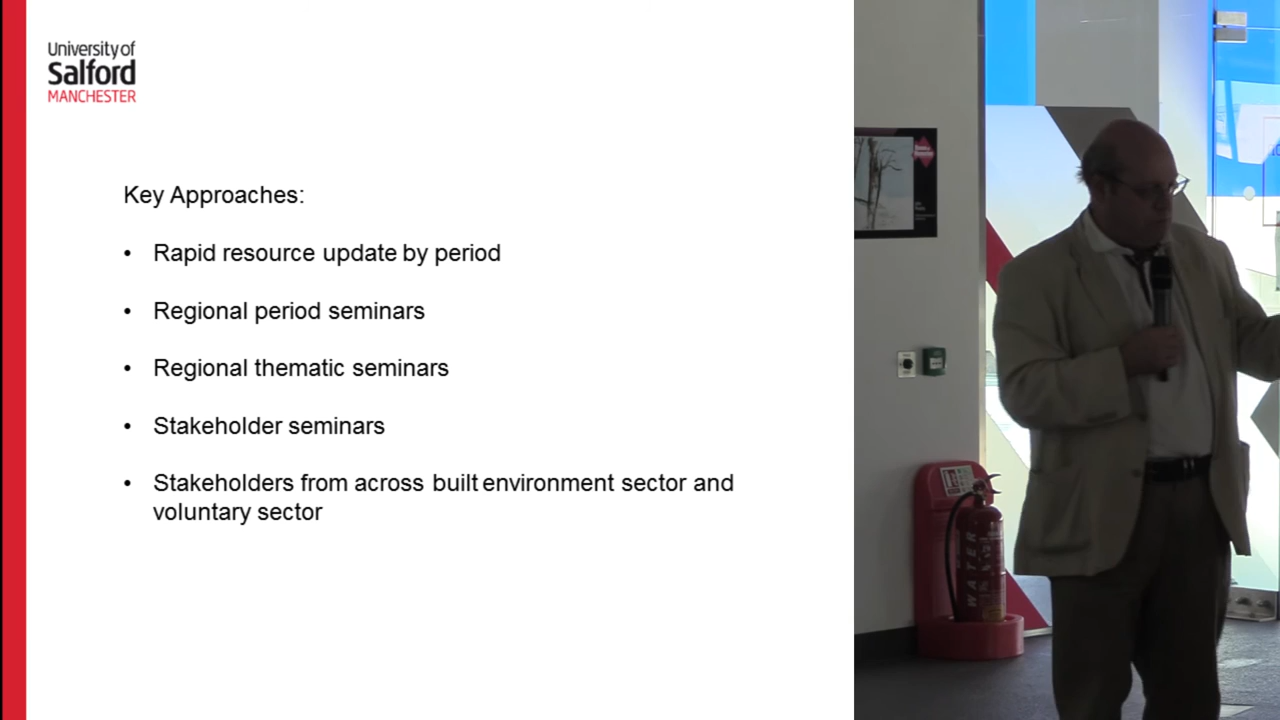 University of
Salford
MANCHESTER
Key Approaches:
• Rapid resource update by period
• Regional period seminars
• Regional thematic seminars
• Stakeholder seminars
• Stakeholders from across built environment sector and
voluntary sector
WATER